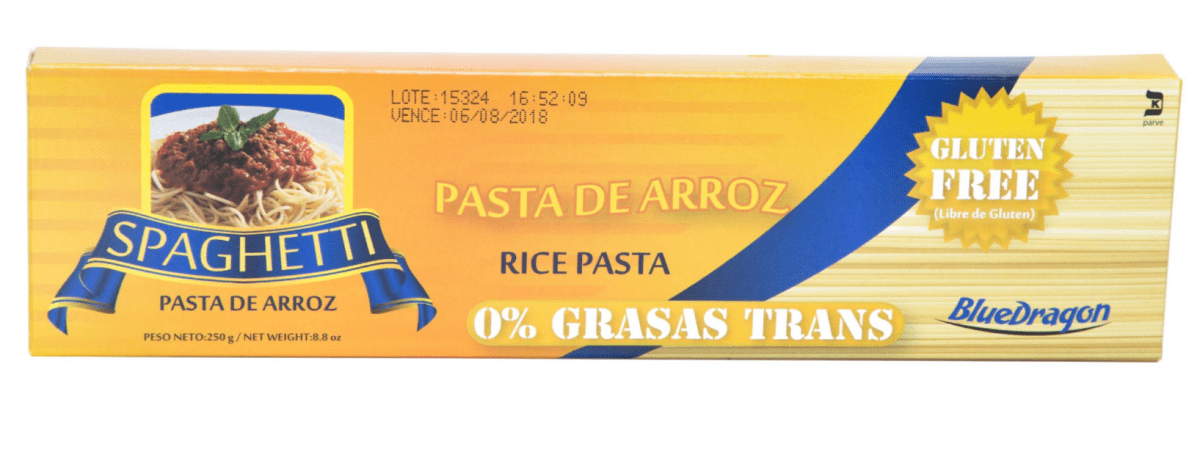 LOTE:15324 16:52:09
VENCE:06/08/2018
SPAGHETTI
PASTA DE ARROZ
PESO NETO:250 g / NET WEIGHT:8.8 oz
PASTA DE ARROZ
RICE PASTA
0% GRASAS TRANS
GLUTEN
FREE
(Libre de Gluten)
K
parve
BlueDragon